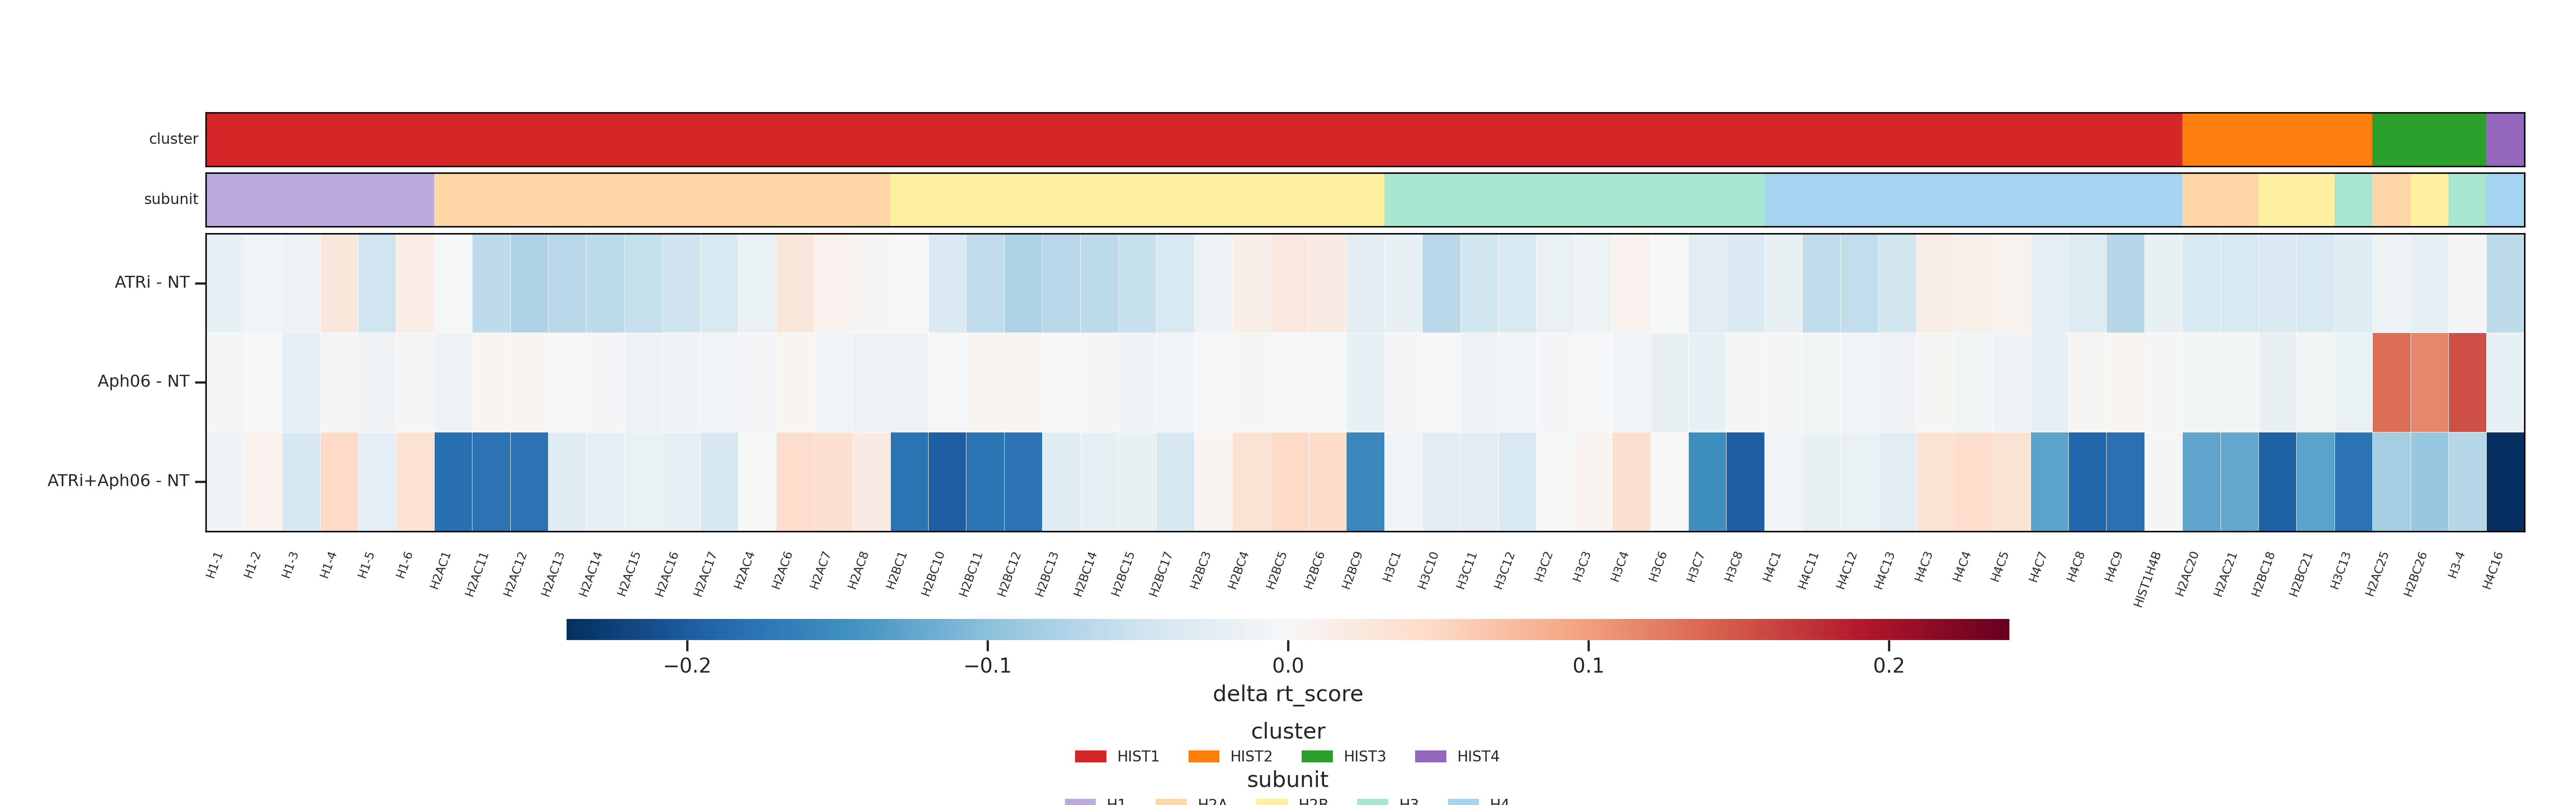 cluster
subunit
ATRi - NT
Aph06 - NT
ATRi+Aph06 - NT
H1-1 H1-2 H1-3 H1-4 H1-5 H1-6 H2AC1 H2AC11 H2AC12 H2AC13 H2AC14 H2AC15 H2AC16 H2AC17 H2AC4 H2AC6 H2AC7 H2AC8 H2BC1 H2BC10 H2BC11 H2BC12 H2BC13 H2BC14 H2BC15 H2BC17 H2BC3 H2BC4 H2BC5 H2BC6 H2BC9 H3C1 H3C10 H3C11 H3C12 H3C2 H3C3 H3C4 H3C6 H3C7 H3C8 H4C1 H4C11 H4C12 H4C13 H4C3 H4C4 H4C5 H4C7 H4C8 H4C9 HIST1H4B H2AC20 H2AC21 H2BC18 H2BC21 H3C13 H2AC25 H2BC26 H3-4 H4C16
−0.2 −0.1 0.0 0.1 0.2
delta rt_score
cluster
HIST1 HIST2 HIST3 HIST4
subunit
H1 H2A H2B H3 H4